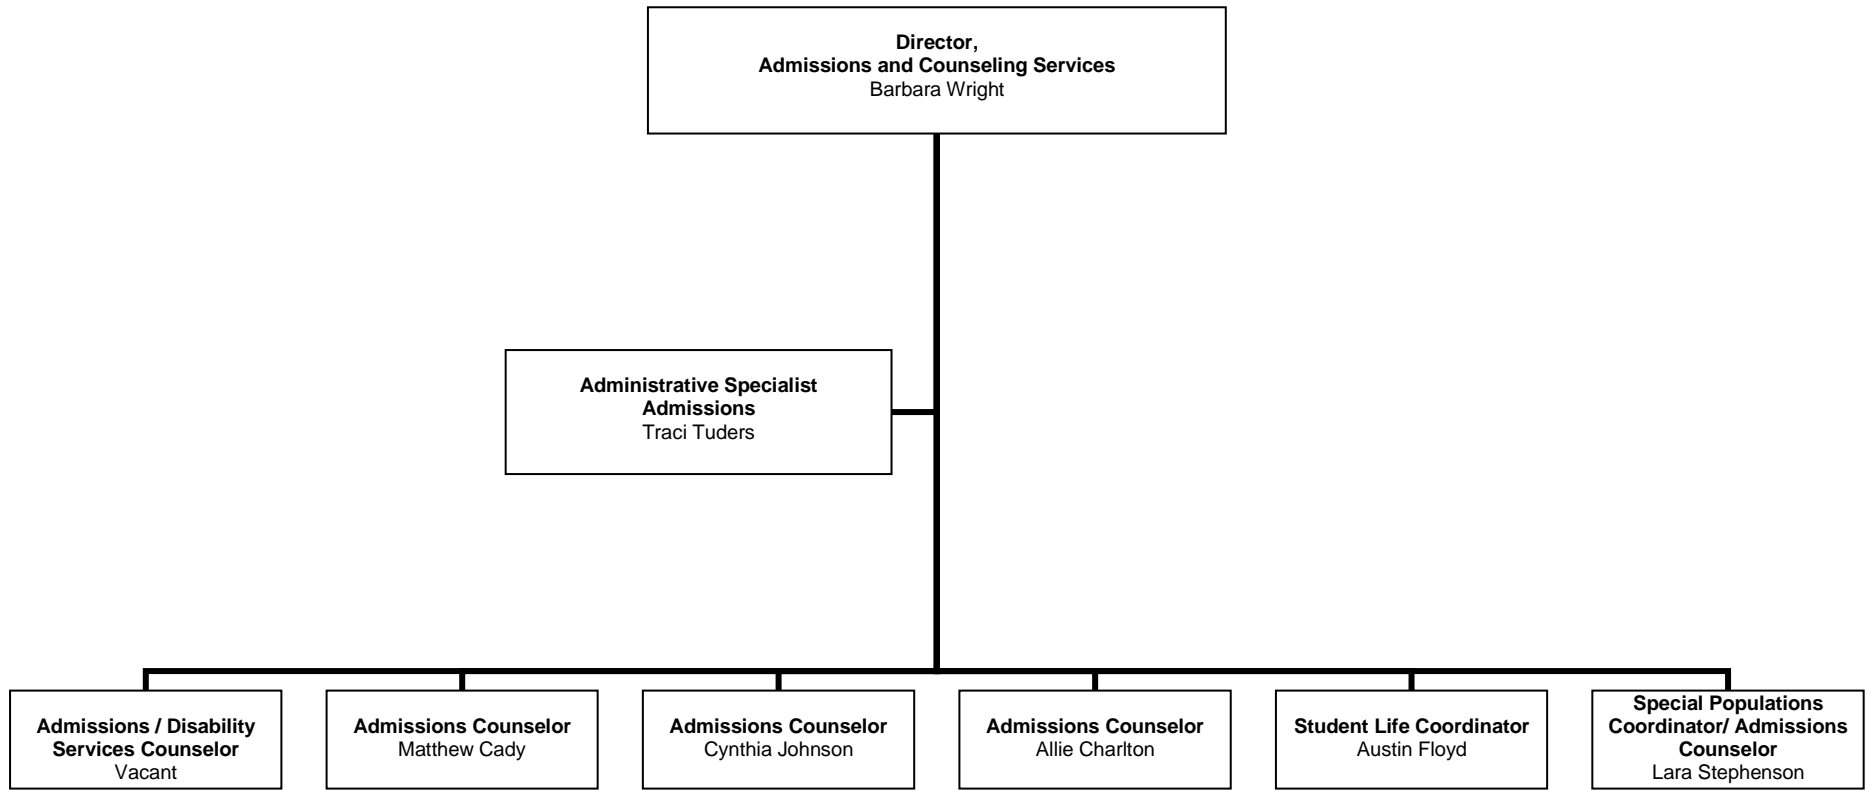 Director,
Admissions and Counseling Services
Barbara Wright
Administrative Specialist
Admissions
Traci Tuders
Admissions / Disability
Services Counselor
Vacant
Admissions Counselor
Matthew Cady
Admissions Counselor
Cynthia Johnson
Admissions Counselor
Allie Charlton
Student Life Coordinator
Austin Floyd
Special Populations
Coordinator/ Admissions
Counselor
Lara Stephenson